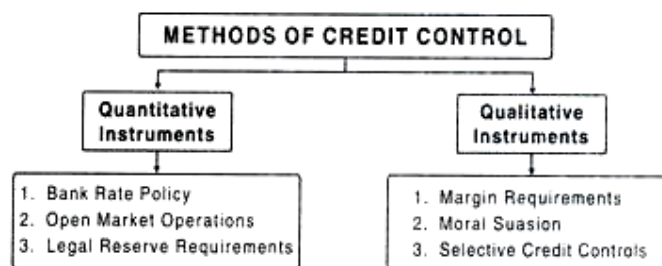 METHODS OF CREDIT CONTROL
Quantitative
Instruments
Qualitative
Instruments
1. Bank Rate Policy
2. Open Market Operations
3. Legal Reserve Requirements
1. Margin Requirements
2. Moral Suasion
3. Selective Credit Controls